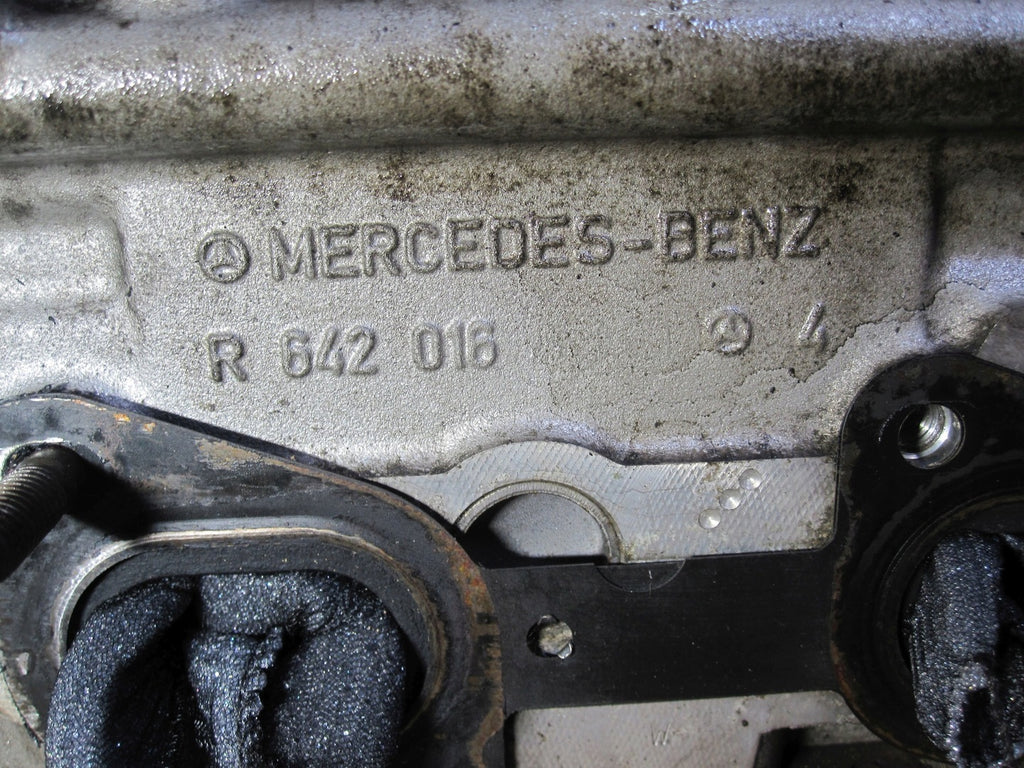 MERCEDES-BENZ
R 642 016 4